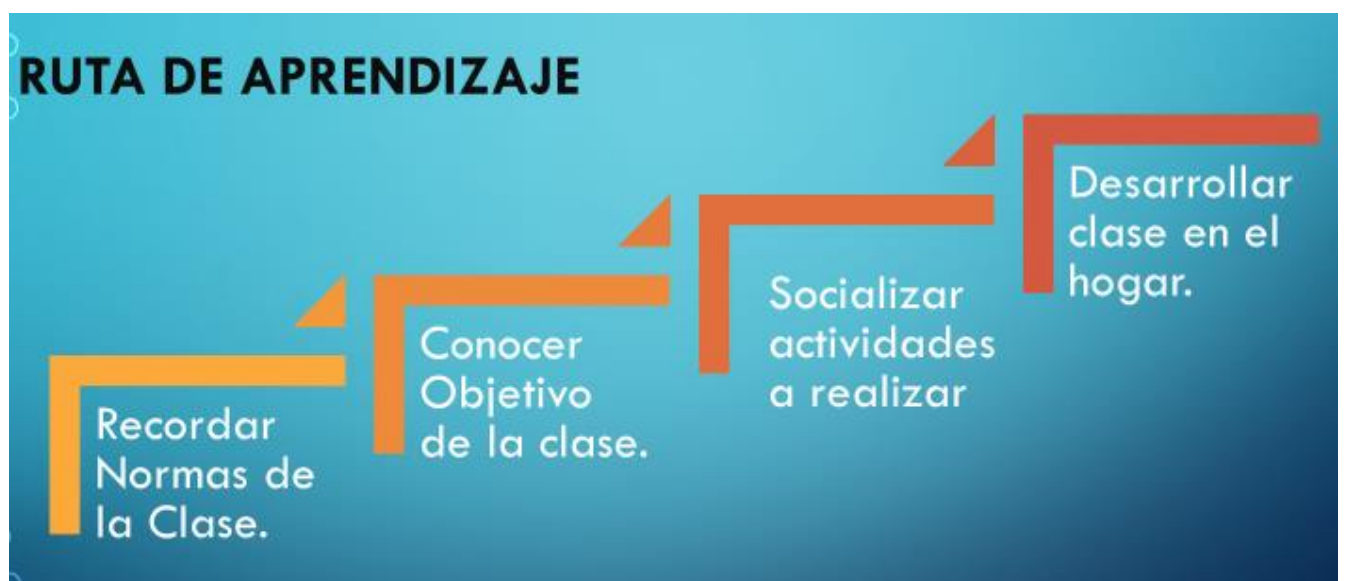 RUTA DE APRENDIZAJE
Recordar
Normas de
la Clase.
Conocer
Objetivo
de la clase.
Socializar
actividades
a realizar
Desarrollar
clase en el
hogar.